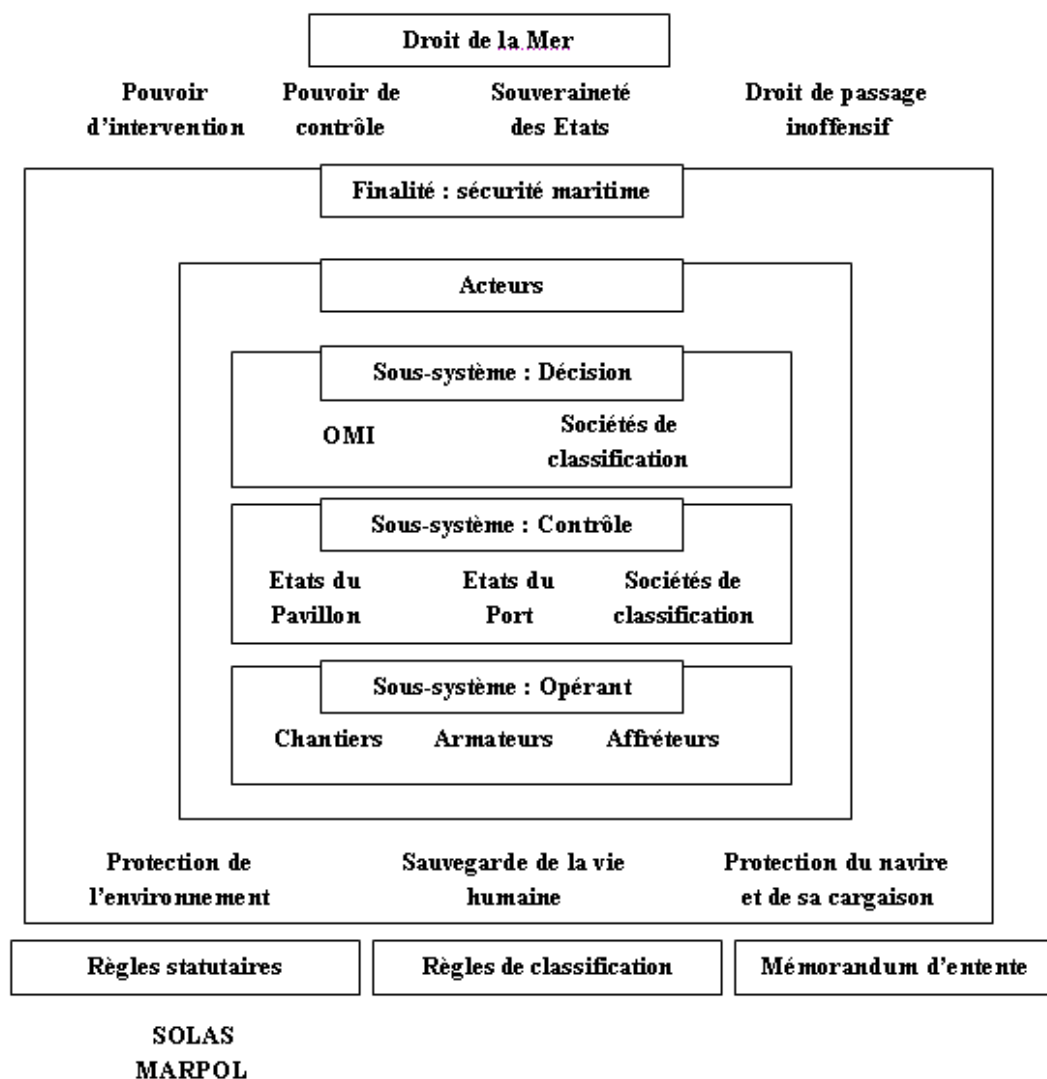 Droit de la Mer
Pouvoir d'intervention
Pouvoir de contrôle
Souveraineté des Etats
Droit de passage inoffensif
Finalité : sécurité maritime
Acteurs
Sous-système : Décision
OMI
Sociétés de classification
Sous-système : Contrôle
Etats du Pavillon
Etats du Port
Sociétés de classification
Sous-système : Opérant
Chantiers
Armateurs
Affréteurs
Protection de l'environnement
Sauvegarde de la vie humaine
Protection du navire et de sa cargaison
Règles statutaires
Règles de classification
Mémorandum d'entente
SOLAS
MARPOL